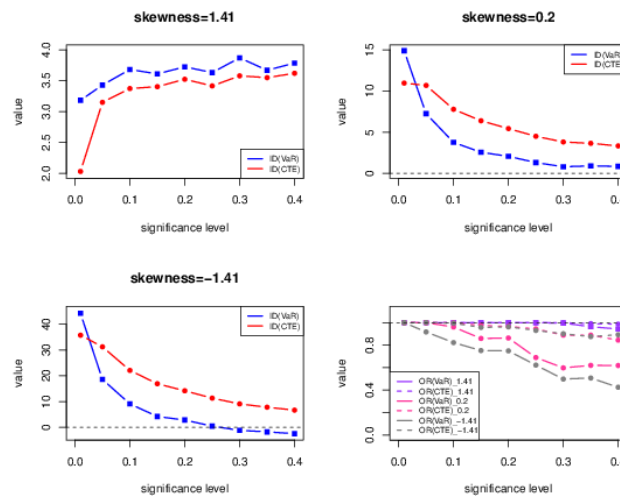 skewness=1.41
value
4.0
3.5
3.0
2.5
2.0
0.0 0.1 0.2 0.3 0.4
significance level
ID(VaR)
ID(CTE)
skewness=0.2
value
15
10
5
0
0.0 0.1 0.2 0.3 0.4
significance level
ID(VaR)
ID(CTE)
skewness=−1.41
value
40
30
20
10
0
0.0 0.1 0.2 0.3 0.4
significance level
ID(VaR)
ID(CTE)
value
0.8
0.4
0.0
0.0 0.1 0.2 0.3 0.4
significance level
OR(VaR)_1.41
OR(CTE)_1.41
OR(VaR)_0.2
OR(CTE)_0.2
OR(VaR)_−1.41
OR(CTE)_−1.41